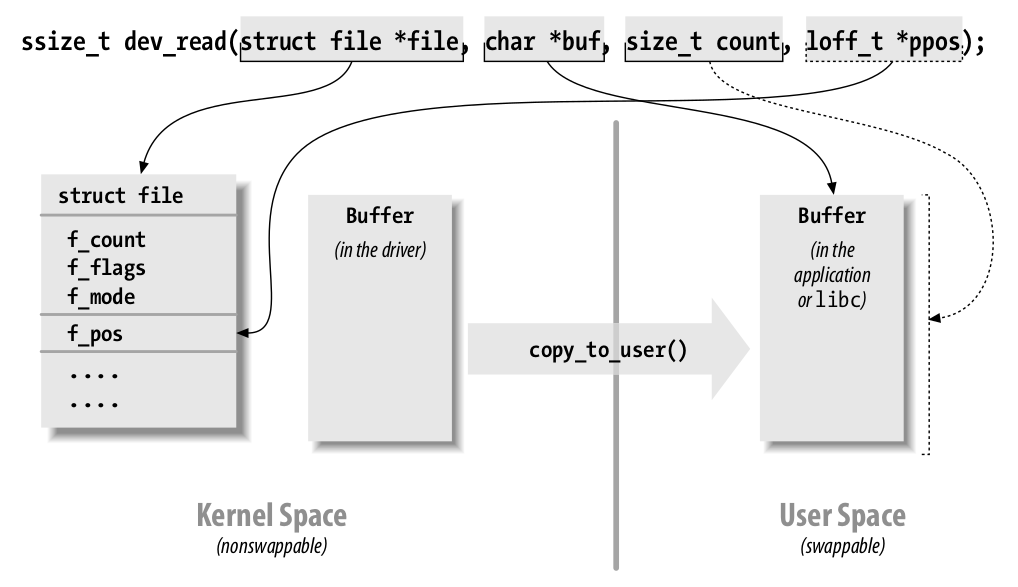 ssize_t dev_read(struct file *file, char *buf, size_t count, loff_t *ppos);
struct file
f_count
f_flags
f_mode
f_pos
....
....
Buffer
(in the driver)
copy_to_user()
Buffer
(in the
application
or libc)
Kernel Space
(nonswappable)
User Space
(swappable)